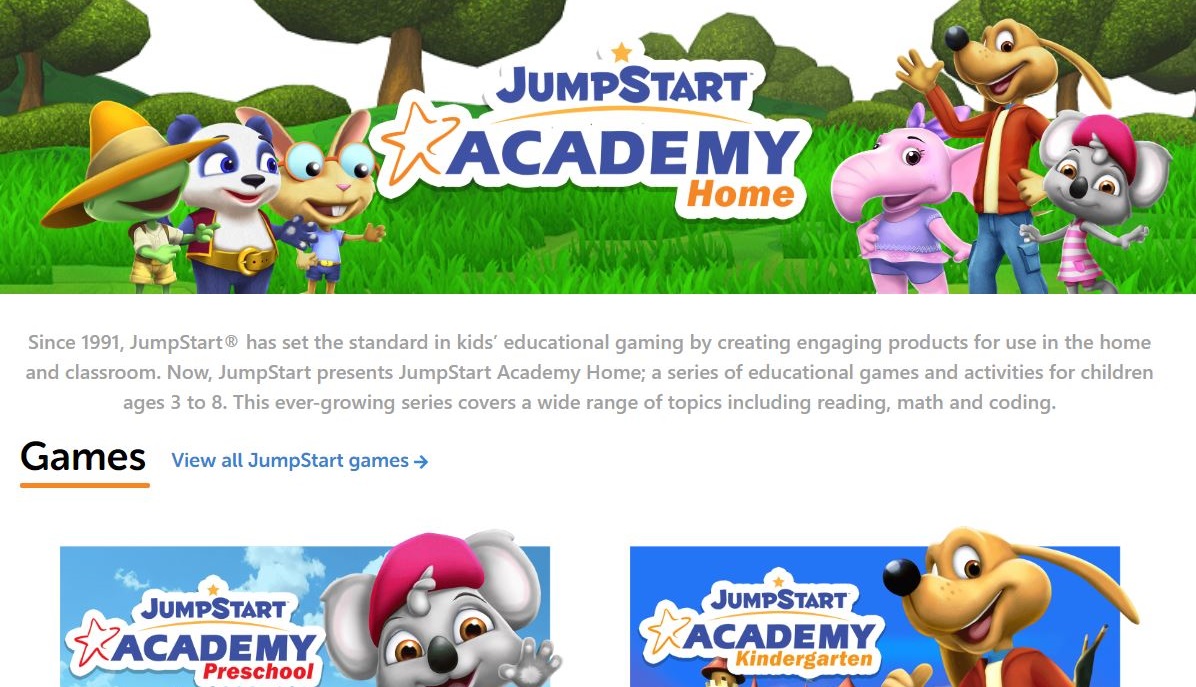 JUMPSTART
ACADEMY
Home
Since 1991, JumpStart® has set the standard in kids’ educational gaming by creating engaging products for use in the home
and classroom. Now, JumpStart presents JumpStart Academy Home; a series of educational games and activities for children
ages 3 to 8. This ever-growing series covers a wide range of topics including reading, math and coding.
Games View all JumpStart games →
JUMPSTART
ACADEMY
Preschool
JUMPSTART
ACADEMY
Kindergarten